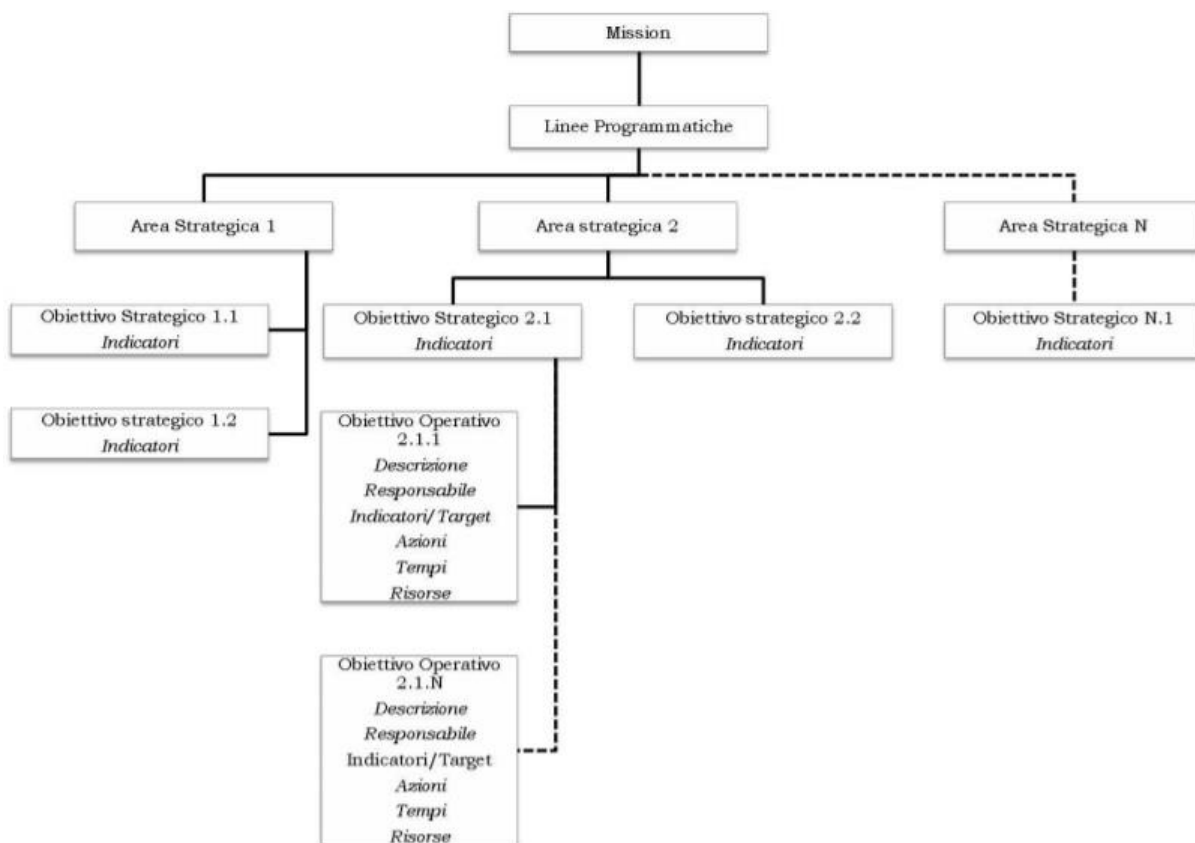 Mission
Linee Programmatiche
Area Strategica 1
Area strategica 2
Area Strategica N
Obiettivo Strategico 1.1
Indicatori
Obiettivo Strategico 2.1
Indicatori
Obiettivo strategico 2.2
Indicatori
Obiettivo Strategico N.1
Indicatori
Obiettivo strategico 1.2
Indicatori
Obiettivo Operativo
2.1.1
Descrizione
Responsabile
Indicatori/Target
Azioni
Tempi
Risorse
Obiettivo Operativo
2.1.N
Descrizione
Responsabile
Indicatori/Target
Azioni
Tempi
Risorse